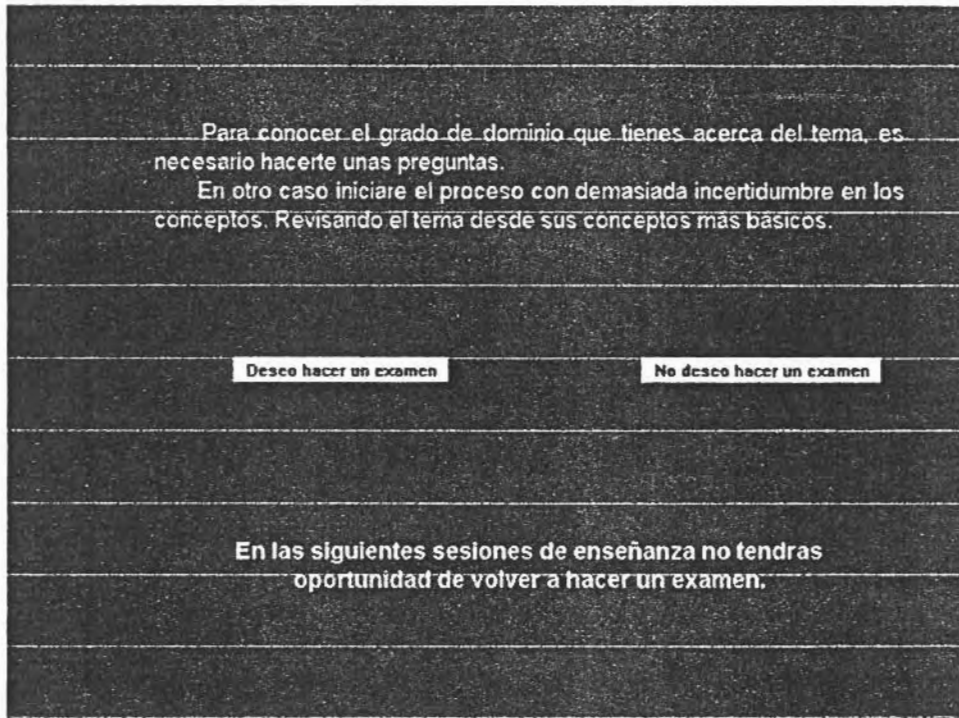 Para conocer el grado de dominio que tienes acerca del tema, es
necesario hacerte unas preguntas.
En otro caso iniciare el proceso con demasiada incertidumbre en los
conceptos. Revisando el tema desde sus conceptos más básicos.
Deseo hacer un examen
No deseo hacer un examen
En las siguientes sesiones de enseñanza no tendras
oportunidad de volver a hacer un examen.